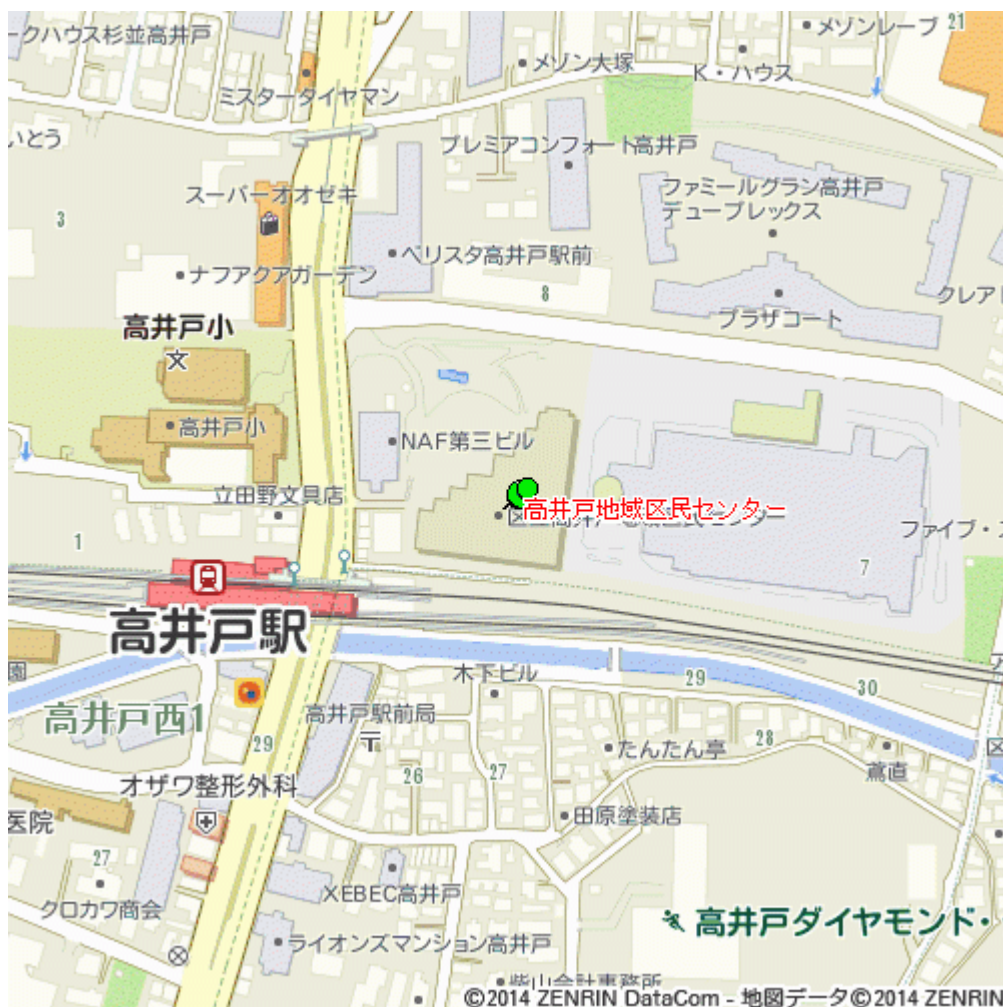 ークハウス杉並高井戸
メゾンレーブ
21
メゾン大塚
K・ハウス
ミスターダイヤマン
いとう
プレミアコンフォート高井戸
スーパーオオゼキ
ファミールグラン高井戸
デュープレックス
3
ベリスタ高井戸駅前
ナフアクアガーデン
8
クレアト
プラザコート
高井戸小
文
高井戸小
NAF第三ビル
立田野文具店
高井戸地域区民センター
ファイブ・
1
7
高井戸駅
園
木下ビル
29
30
高井戸西1
高井戸駅前局
〒
29
たんたん亭
28
区
鳶直
26
27
オザワ整形外科
田原塗装店
医院
27
XEBEC高井戸
クロカワ商会
高井戸ダイヤモンド・
ライオンズマンション高井戸
柴山会計事務所
©2014 ZENRIN DataCom - 地図データ©2014 ZENRIN